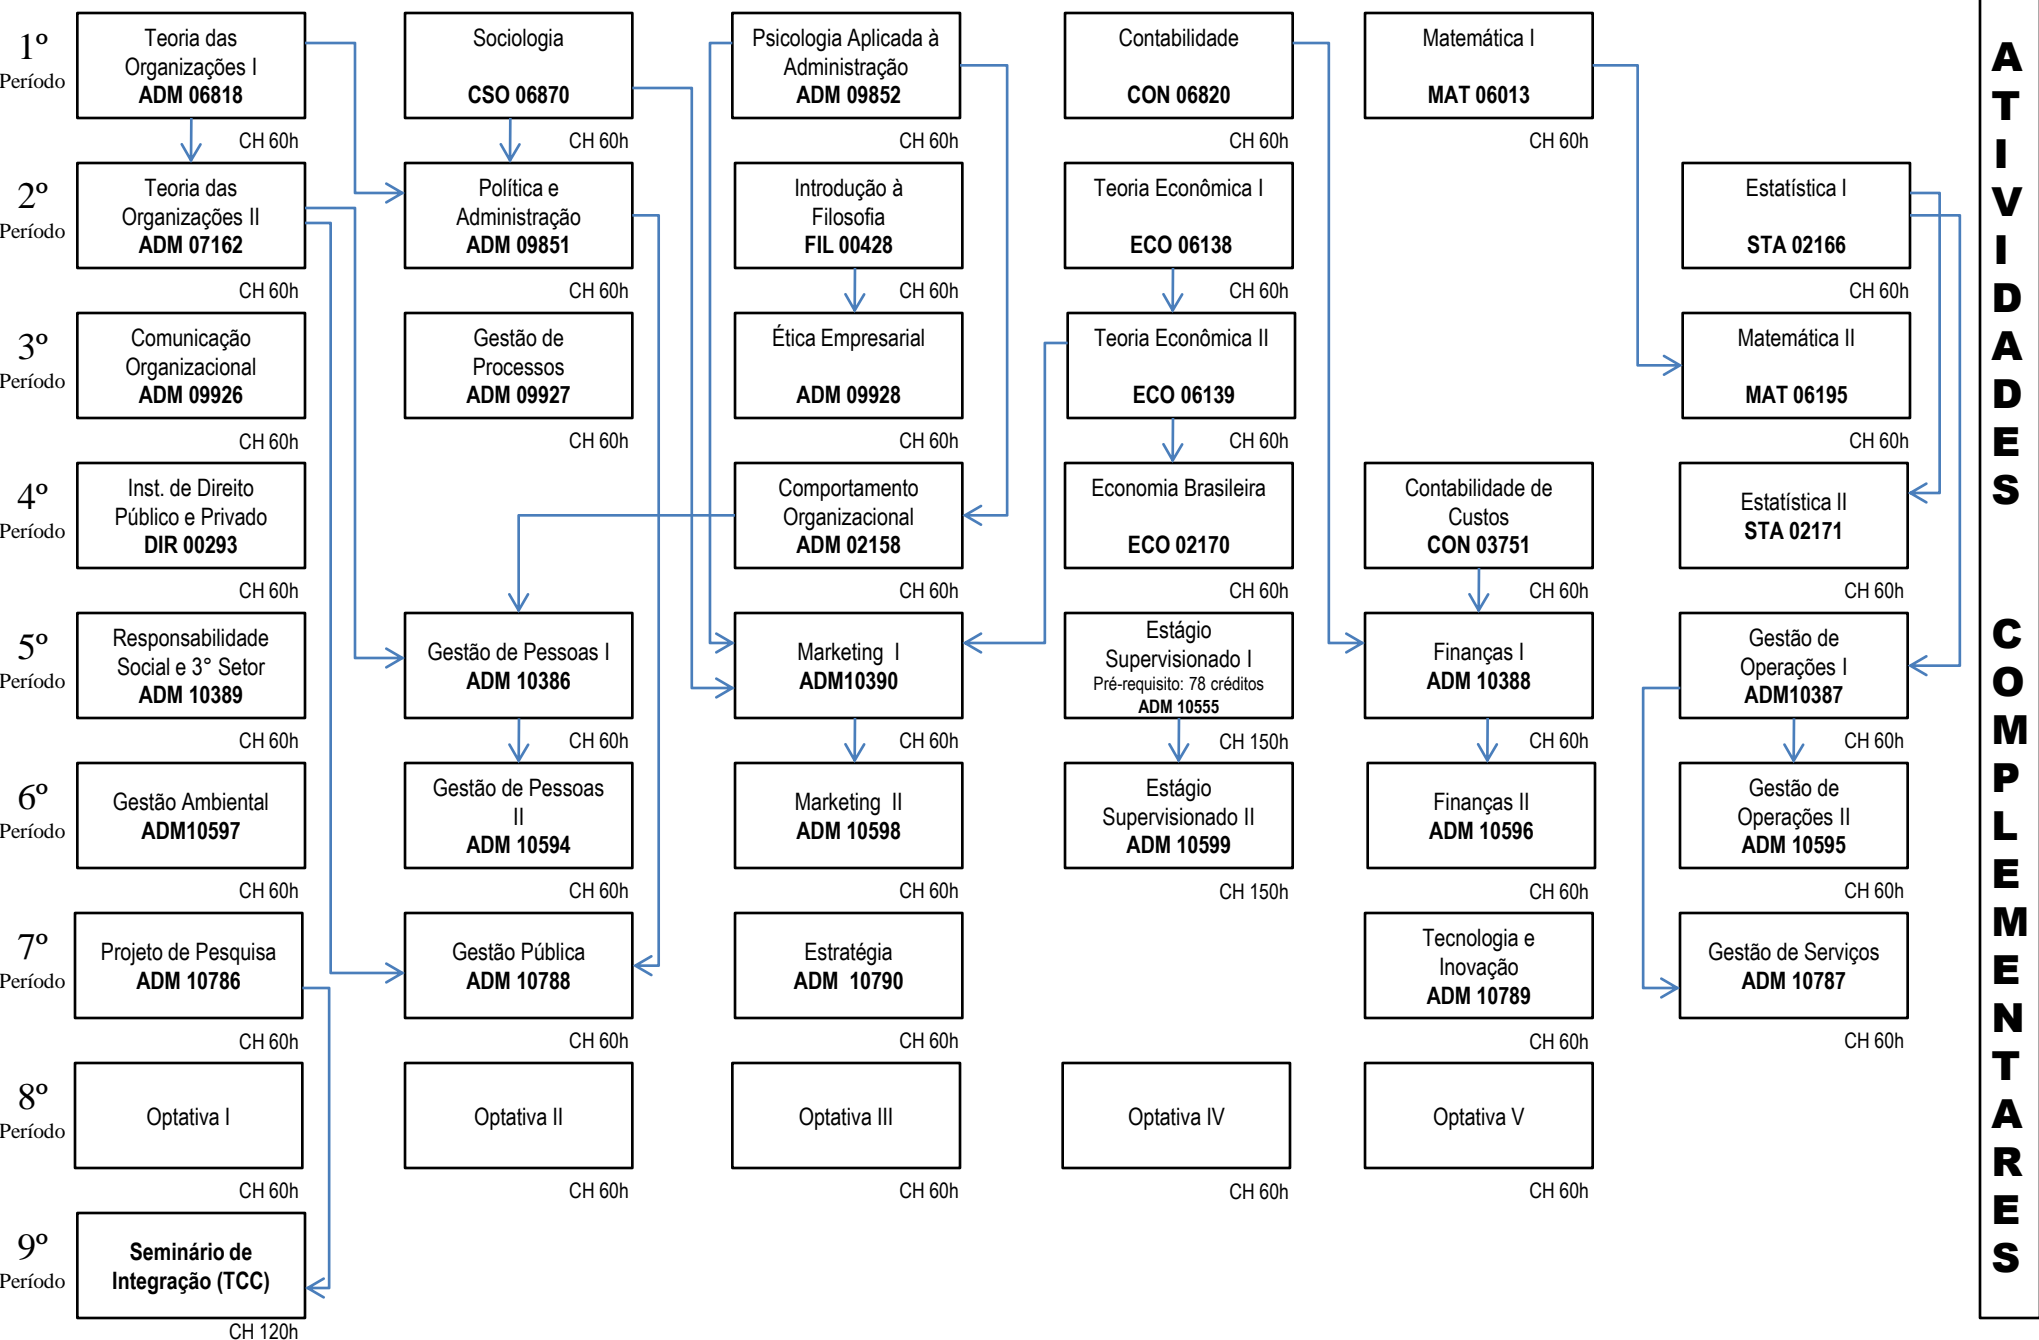 1º
Período
Teoria das
Organizações I
ADM 06818
CH 60h
Sociologia
CSO 06870
CH 60h
Psicologia Aplicada à
Administração
ADM 09852
CH 60h
Contabilidade
CON 06820
CH 60h
Matemática I
MAT 06013
CH 60h
2º
Período
Teoria das
Organizações II
ADM 07162
CH 60h
Política e
Administração
ADM 09851
CH 60h
Introdução à
Filosofia
FIL 00428
CH 60h
Teoria Econômica I
ECO 06138
CH 60h
Estatística I
STA 02166
CH 60h
3º
Período
Comunicação
Organizacional
ADM 09926
CH 60h
Gestão de
Processos
ADM 09927
CH 60h
Ética Empresarial
ADM 09928
CH 60h
Teoria Econômica II
ECO 06139
CH 60h
Matemática II
MAT 06195
CH 60h
4º
Período
Inst. de Direito
Público e Privado
DIR 00293
CH 60h
Comportamento
Organizacional
ADM 02158
CH 60h
Economia Brasileira
ECO 02170
CH 60h
Contabilidade de
Custos
CON 03751
CH 60h
Estatística II
STA 02171
CH 60h
5º
Período
Responsabilidade
Social e 3° Setor
ADM 10389
CH 60h
Gestão de Pessoas I
ADM 10386
CH 60h
Marketing I
ADM10390
CH 60h
Estágio
Supervisionado I
Pré-requisito: 78 créditos
ADM 10555
CH 150h
Finanças I
ADM 10388
CH 60h
Gestão de
Operações I
ADM10387
CH 60h
6º
Período
Gestão Ambiental
ADM10597
CH 60h
Gestão de Pessoas
II
ADM 10594
CH 60h
Marketing II
ADM 10598
CH 60h
Estágio
Supervisionado II
ADM 10599
CH 150h
Finanças II
ADM 10596
CH 60h
Gestão de
Operações II
ADM 10595
CH 60h
7º
Período
Projeto de Pesquisa
ADM 10786
CH 60h
Gestão Pública
ADM 10788
CH 60h
Estratégia
ADM 10790
CH 60h
Tecnologia e
Inovação
ADM 10789
CH 60h
Gestão de Serviços
ADM 10787
CH 60h
8º
Período
Optativa I
CH 60h
Optativa II
CH 60h
Optativa III
CH 60h
Optativa IV
CH 60h
Optativa V
CH 60h
9º
Período
Seminário de
Integração (TCC)
CH 120h
ATIVIDADES COMPLEMENTARES